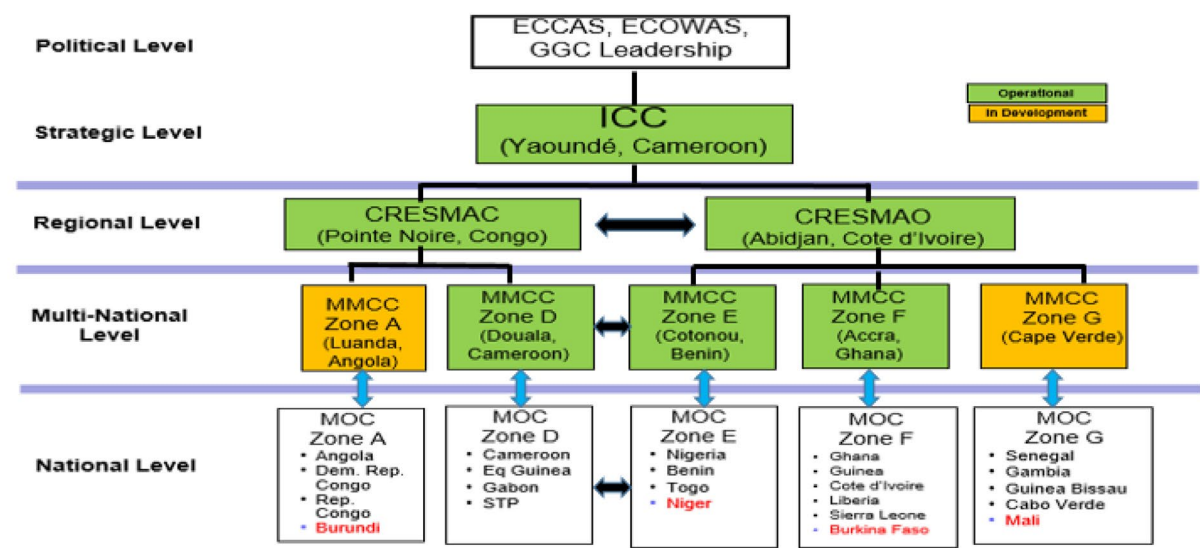 Political Level
ECCAS, ECOWAS,
GGC Leadership
Operational
In Development
Strategic Level
ICC
(Yaoundé, Cameroon)
Regional Level
CRESMAC
(Pointe Noire, Congo)
CRESMAO
(Abidjan, Cote d'Ivoire)
Multi-National
Level
MMCC
Zone A
(Luanda,
Angola)
MMCC
Zone D
(Douala,
Cameroon)
MMCC
Zone E
(Cotonou,
Benin)
MMCC
Zone F
(Accra,
Ghana)
MMCC
Zone G
(Cape Verde)
National Level
MOC
Zone A
• Angola
• Dem. Rep.
Congo
• Rep.
Congo
• Burundi
MOC
Zone D
• Cameroon
• Eq Guinea
• Gabon
• STP
MOC
Zone E
• Nigeria
• Benin
• Togo
• Niger
MOC
Zone F
• Ghana
• Guinea
• Cote d'Ivoire
• Liberia
• Sierra Leone
• Burkina Faso
MOC
Zone G
• Senegal
• Gambia
• Guinea Bissau
• Cabo Verde
• Mali